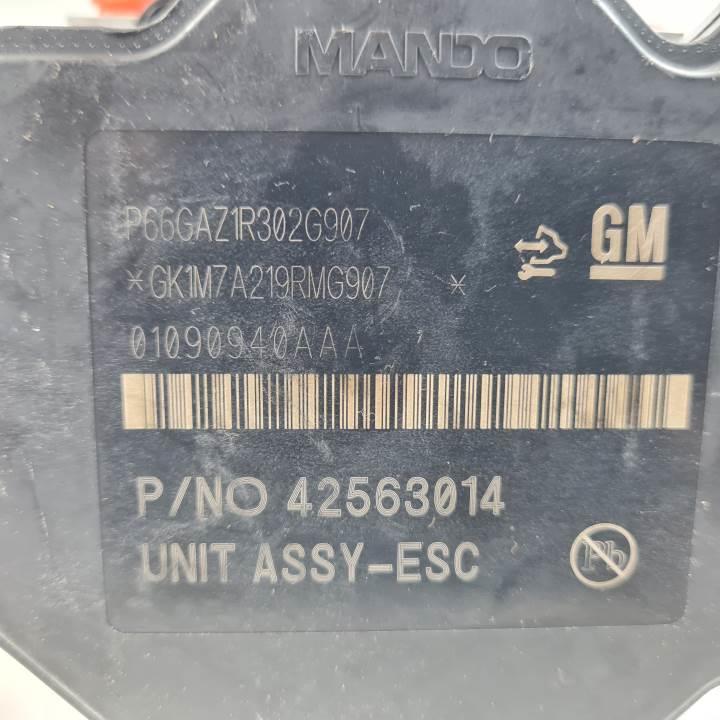 MANDO
P66GAZ1R302G907
*GK1M7A219RMG907 *
GM
01090940AAA
P/NO 42563014
UNIT ASSY-ESC
Pb